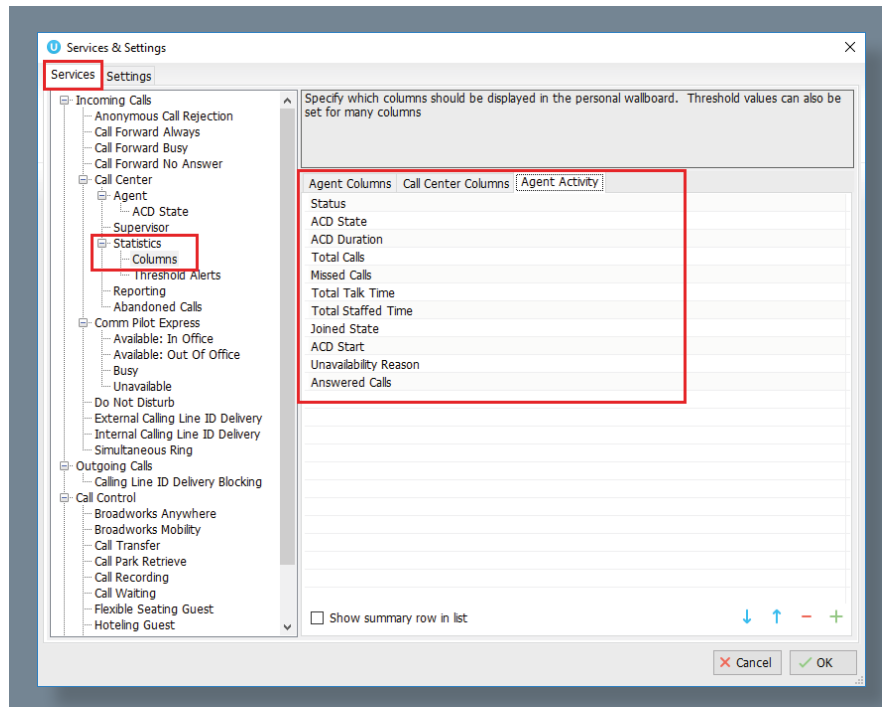 Services & Settings
Services Settings
Incoming Calls
Anonymous Call Rejection
Call Forward Always
Call Forward Busy
Call Forward No Answer
Call Center
Agent
ACD State
Supervisor
Statistics
Columns
Threshold Alerts
Reporting
Abandoned Calls
Comm Pilot Express
Available: In Office
Available: Out Of Office
Busy
Unavailable
Do Not Disturb
External Calling Line ID Delivery
Internal Calling Line ID Delivery
Simultaneous Ring
Outgoing Calls
Calling Line ID Delivery Blocking
Call Control
Broadworks Anywhere
Broadworks Mobility
Call Transfer
Call Park Retrieve
Call Recording
Call Waiting
Flexible Seating Guest
Hoteling Guest
Specify which columns should be displayed in the personal wallboard. Threshold values can also be
set for many columns
Agent Columns Call Center Columns Agent Activity
Status
ACD State
ACD Duration
Total Calls
Missed Calls
Total Talk Time
Total Staffed Time
Joined State
ACD Start
Unavailability Reason
Answered Calls
Show summary row in list
Cancel OK